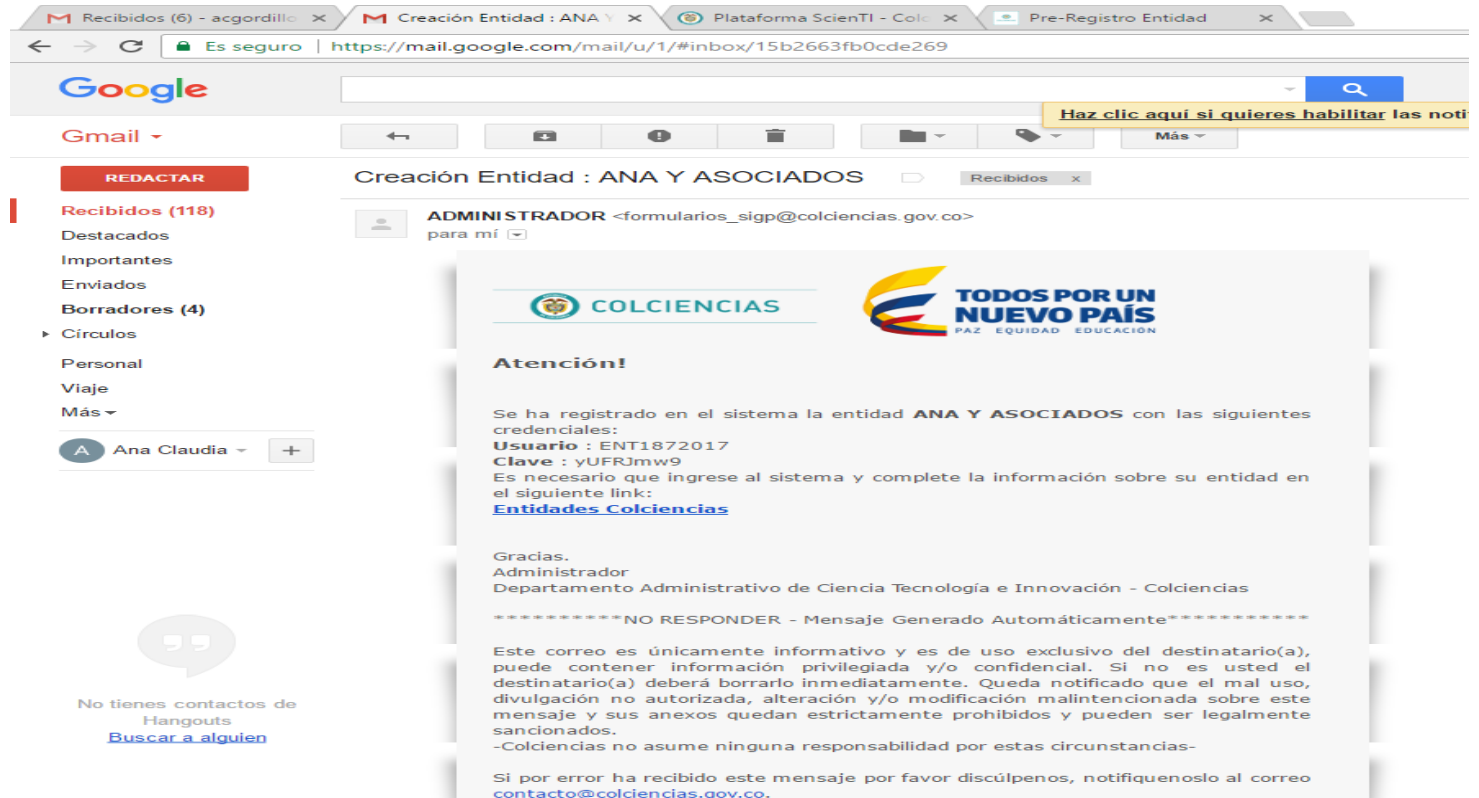 Recibidos (6) - acgordillo
Creación Entidad : ANA Y
Plataforma ScienTI - Colc
Pre-Registro Entidad
Es seguro | https://mail.google.com/mail/u/1/#inbox/15b2663fb0cde269
Google
Haz clic aquí si quieres habilitar las noti
Gmail
Más
REDACTAR
Creación Entidad : ANA Y ASOCIADOS
Recibidos x
Recibidos (118)
Destacados
Importantes
Enviados
Borradores (4)
Círculos
Personal
Viaje
Más
A Ana Claudia +
No tienes contactos de
Hangouts
Buscar a alguien
ADMINISTRADOR <formularios_sigp@colciencias.gov.co>
para mí
COLCIENCIAS
TODOS POR UN
NUEVO PAÍS
PAZ EQUIDAD EDUCACIÓN
Atención!
Se ha registrado en el sistema la entidad ANA Y ASOCIADOS con las siguientes
credenciales:
Usuario : ENT1872017
Clave : yUFRJmw9
Es necesario que ingrese al sistema y complete la información sobre su entidad en
el siguiente link:
Entidades Colciencias
Gracias.
Administrador
Departamento Administrativo de Ciencia Tecnología e Innovación - Colciencias
**********NO RESPONDER - Mensaje Generado Automáticamente***********
Este correo es únicamente informativo y es de uso exclusivo del destinatario(a),
puede contener información privilegiada y/o confidencial. Si no es usted el
destinatario(a) deberá borrarlo inmediatamente. Queda notificado que el mal uso,
divulgación no autorizada, alteración y/o modificación malintencionada sobre este
mensaje y sus anexos quedan estrictamente prohibidos y pueden ser legalmente
sancionados.
-Colciencias no asume ninguna responsabilidad por estas circunstancias-
Si por error ha recibido este mensaje por favor discúlpenos, notifiquenoslo al correo
contacto@colciencias.gov.co.